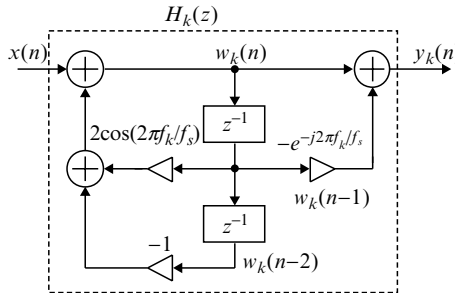 H_k(z)
x(n)
w_k(n)
y_k(n
z^{-1}
2cos(2πf_k/f_s)
−e^{−j2πf_k/f_s}
w_k(n−1)
z^{-1}
−1
w_k(n−2)